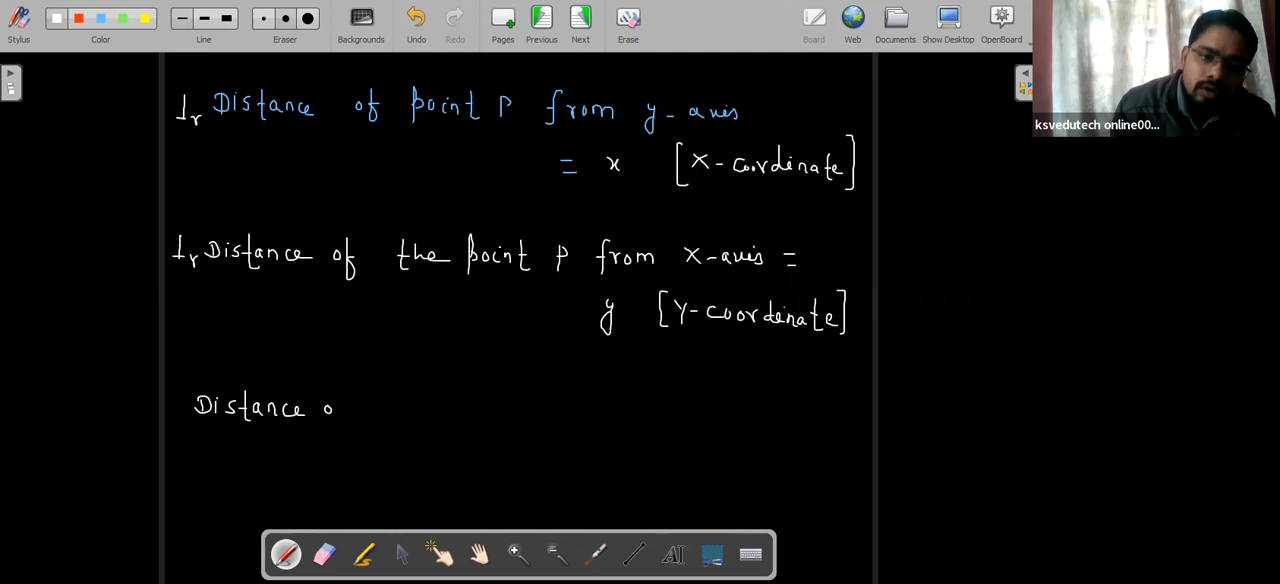 Stylus Color Line Eraser Backgrounds Undo Redo Pages Previous Next Erase Board Web Documents Show Desktop OpenBoard
ksvedutech online00...
⊥r Distance of point P from y-axis
= x [X-coordinate]
⊥r Distance of the point P from X-axis =
y [Y-coordinate]
Distance o
AI